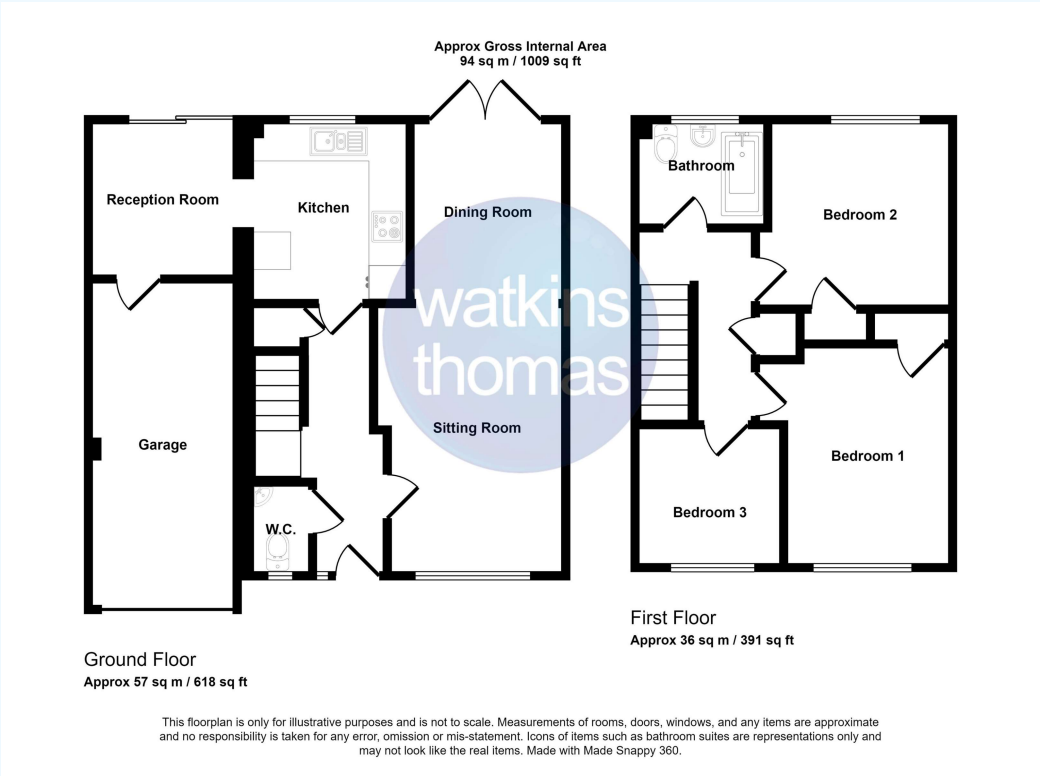 Approx Gross Internal Area
94 sq m / 1009 sq ft
Reception Room
Kitchen
Dining Room
Garage
Sitting Room
W.C.
watkins
thomas
Bathroom
Bedroom 2
Bedroom 1
Bedroom 3
Ground Floor
Approx 57 sq m / 618 sq ft
First Floor
Approx 36 sq m / 391 sq ft
This floorplan is only for illustrative purposes and is not to scale. Measurements of rooms, doors, windows, and any items are approximate
and no responsibility is taken for any error, omission or mis-statement. Icons of items such as bathroom suites are representations only and
may not look like the real items. Made with Made Snappy 360.